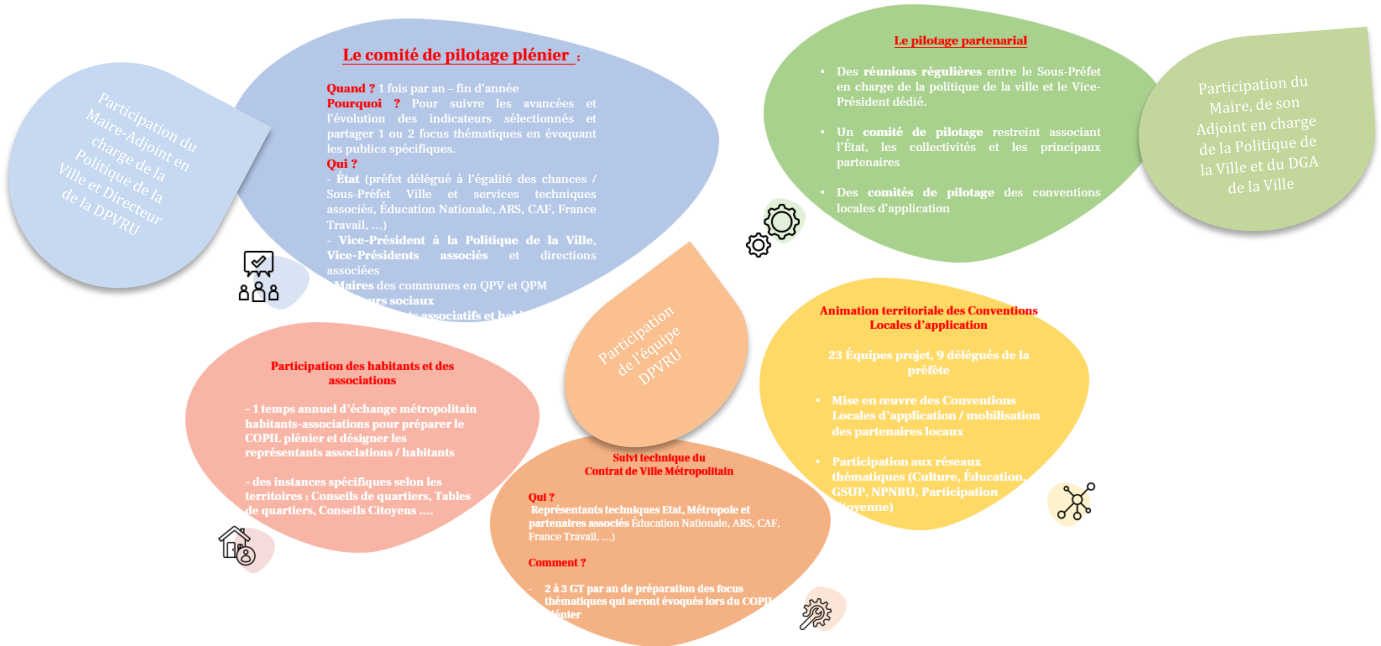 Participation du
Maire-Adjoint en
charge de la
Politique de la
Ville et Directeur
de la DPVRU
Le comité de pilotage plénier :
Quand ? 1 fois par an – fin d'année
Pourquoi ? Pour suivre les avancées et
l'évolution des indicateurs sélectionnés et
partager 1 ou 2 focus thématiques en évoquant
les publics spécifiques.
Qui ?
- État (préfet délégué à l'égalité des chances /
Sous-Préfet Ville et services techniques
associés, Éducation Nationale, ARS, CAF, France
Travail, ...)
- Vice-Président à la Politique de la Ville,
Vice-Présidents associés et directions
associées
Maires des communes en QPV et QPM
sociaux
associatifs et
Le pilotage partenarial
• Des réunions régulières entre le Sous-Préfet
en charge de la politique de la ville et le Vice-
Président dédié.
• Un comité de pilotage restreint associant
l'État, les collectivités et les principaux
partenaires
• Des comités de pilotage des conventions
locales d'application
Participation du
Maire, de son
Adjoint en charge
de la Politique de
la Ville et du DGA
de la Ville
Participation des habitants et des
associations
- 1 temps annuel d'échange métropolitain
habitants-associations pour préparer le
COPIL plénier et désigner les
représentants associations / habitants
- des instances spécifiques selon les
territoires : Conseils de quartiers, Tables
de quartiers, Conseils Citoyens ...,
Participation
de l'équipe
DPVRU
Suivi technique du
Contrat de Ville Métropolitain
Qui ?
Représentants techniques Etat, Métropole et
partenaires associés Éducation Nationale, ARS, CAF,
France Travail, ...)
Comment ?
- 2 à 3 GT par an de préparation des focus
thématiques qui seront évoqués lors du COPIL
plénier
Animation territoriale des Conventions
Locales d'application
23 Équipes projet, 9 délégués de la
préfète
• Mise en œuvre des Conventions
Locales d'application / mobilisation
des partenaires locaux
• Participation aux réseaux
thématiques (Culture, Éducation,
GSUP, NPNRU, Participation
Citoyenne)